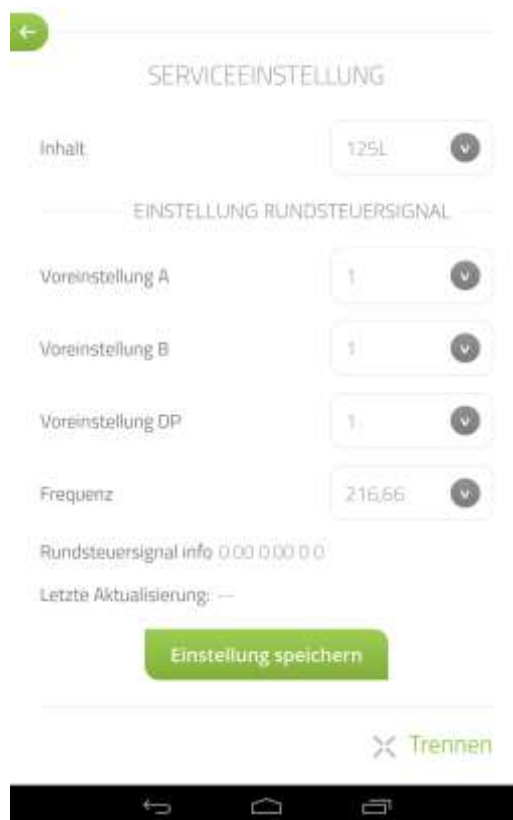 SERVICEEINSTELLUNG
Inhalt 125L
EINSTELLUNG RUNDSTEUERSIGNAL
Voreinstellung A 1
Voreinstellung B 1
Voreinstellung DP 1
Frequenz 216,66
Rundsteuersignal info 0 00 0 00 0 0
Letzte Aktualisierung: ---
Einstellung speichern
Trennen